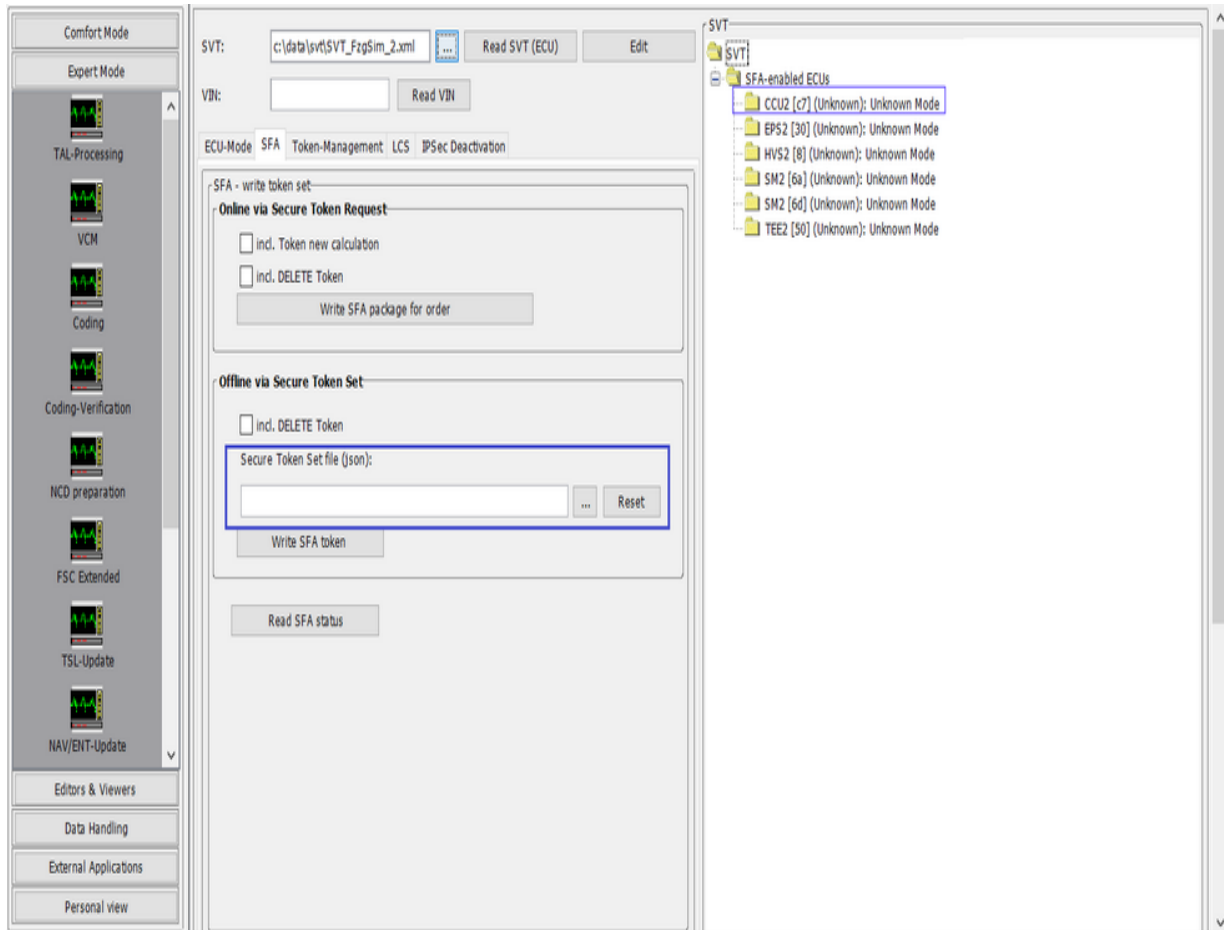 Comfort Mode
Expert Mode
TAL-Processing
VCM
Coding
Coding-Verification
NCD preparation
FSC Extended
TSL-Update
NAV/ENT-Update
Editors & Viewers
Data Handling
External Applications
Personal view
SVT: c:\data\svt\SVT_FzgSim_2.xml ... Read SVT (ECU) Edit
VIN: Read VIN
ECU-Mode SFA Token-Management LCS IPSec Deactivation
SFA - write token set
Online via Secure Token Request
incl. Token new calculation
incl. DELETE Token
Write SFA package for order
Offline via Secure Token Set
incl. DELETE Token
Secure Token Set file (json):
... Reset
Write SFA token
Read SFA status
SVT
SVT
SFA-enabled ECUs
CCU2 [c7] (Unknown): Unknown Mode
EPS2 [30] (Unknown): Unknown Mode
HVS2 [8] (Unknown): Unknown Mode
SM2 [6a] (Unknown): Unknown Mode
SM2 [6d] (Unknown): Unknown Mode
TEE2 [50] (Unknown): Unknown Mode